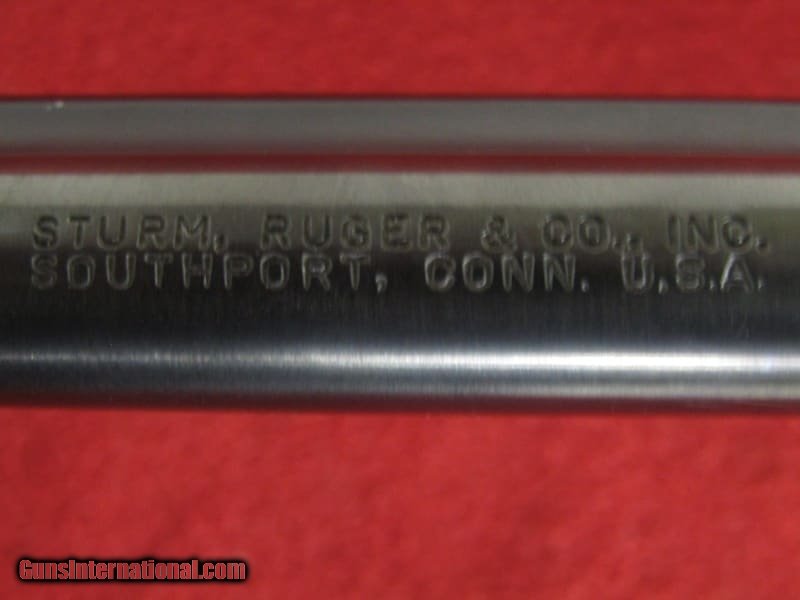 STURM, RUGER & CO., INC.
SOUTHPORT, CONN. U.S.A.
GunsInternational.com